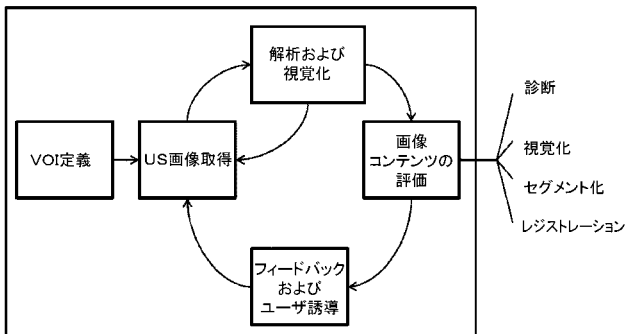 解析および
視覚化
VOI定義
US画像取得
画像
コンテンツの
評価
フィードバック
および
ユーザ誘導
診断
視覚化
セグメント化
レジストレーション